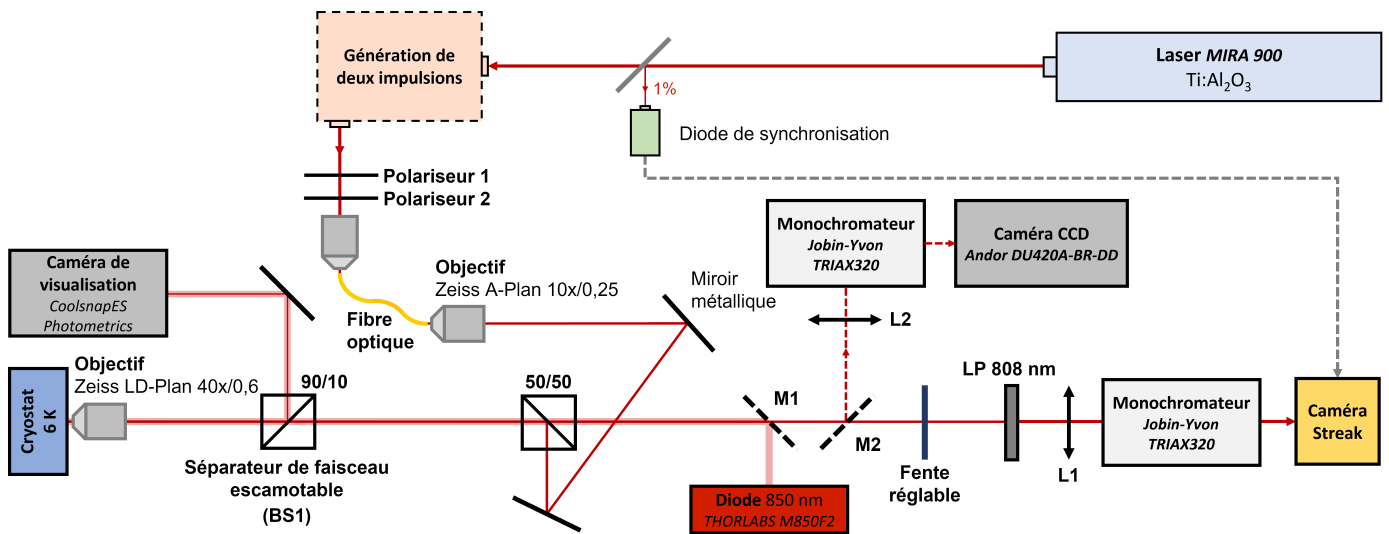 Génération de
deux impulsions
Laser MIRA 900
Ti:Al₂O₃
1%
Diode de synchronisation
Polariseur 1
Polariseur 2
Monochromateur
Jobin-Yvon
TRIAX320
Caméra CCD
Andor DU420A-BR-DD
Caméra de
visualisation
CoolsnapES
Photometrics
Objectif
Zeiss A-Plan 10x/0,25
Miroir
métallique
Fibre
optique
L2
Objectif
Zeiss LD-Plan 40x/0,6
Cryostat
6 K
90/10
50/50
M1
M2
LP 808 nm
Monochromateur
Jobin-Yvon
TRIAX320
Caméra
Streak
Séparateur de faisceau
escamotable
(BS1)
Fente
réglable
L1
Diode 850 nm
THORLABS M850F2